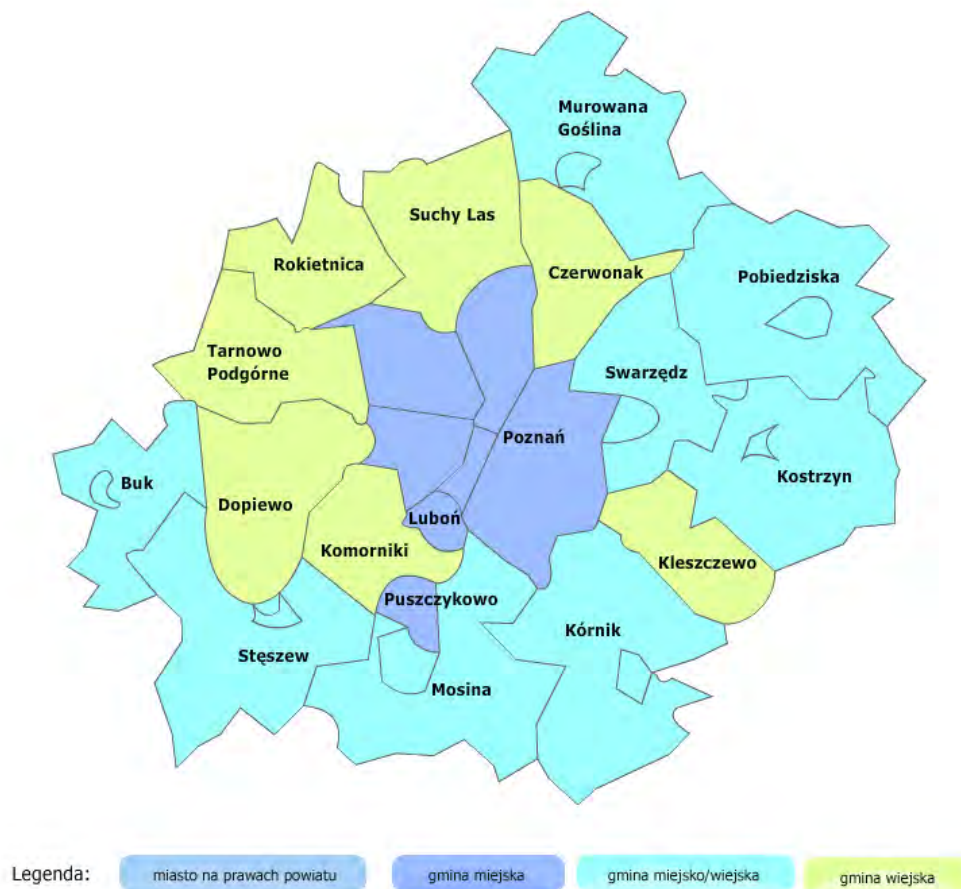 Murowana
Goślina
Suchy Las
Rokietnica
Czerwonak
Pobiedziska
Tarnowo
Podgórne
Swarzędz
Poznań
Buk
Kostrzyn
Dopiewo
Luboń
Komorniki
Kleszczewo
Puszczykowo
Kórnik
Stęszew
Mosina
Legenda:
miasto na prawach powiatu
gmina miejska
gmina miejsko/wiejska
gmina wiejska